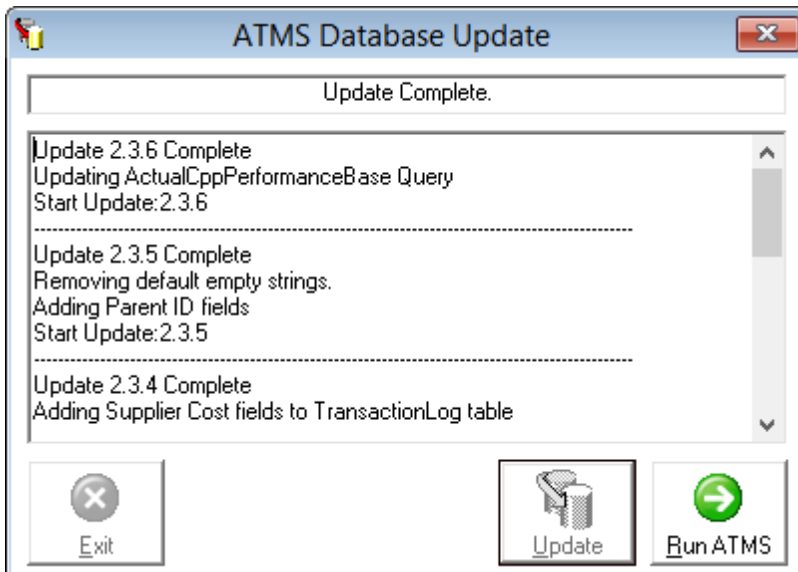 ATMS Database Update
Update Complete.
Update 2.3.6 Complete
Updating ActualCppPerformanceBase Query
Start Update:2.3.6
--------------------------------------------------------------------------------
Update 2.3.5 Complete
Removing default empty strings.
Adding Parent ID fields
Start Update:2.3.5
--------------------------------------------------------------------------------
Update 2.3.4 Complete
Adding Supplier Cost fields to TransactionLog table
Exit
Update
Run ATMS